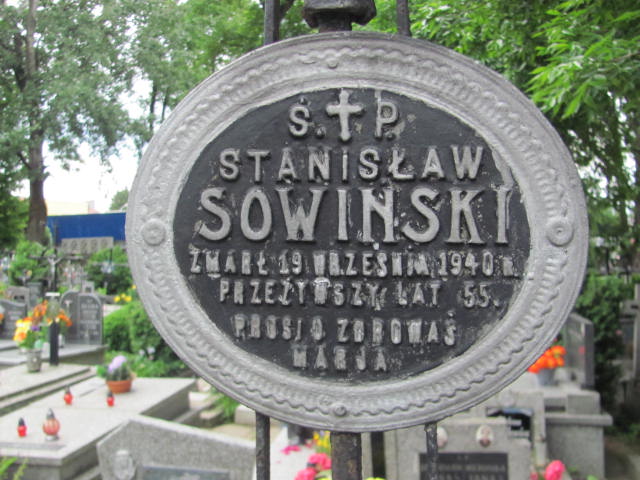 Ś. P.
STANISŁAW
SOWIŃSKI
ZMARŁ 19 WRZEŚNIA 1940 R.
PRZEŻYWSZY LAT 55.
PROSI O ZDROWAŚ
MARJA